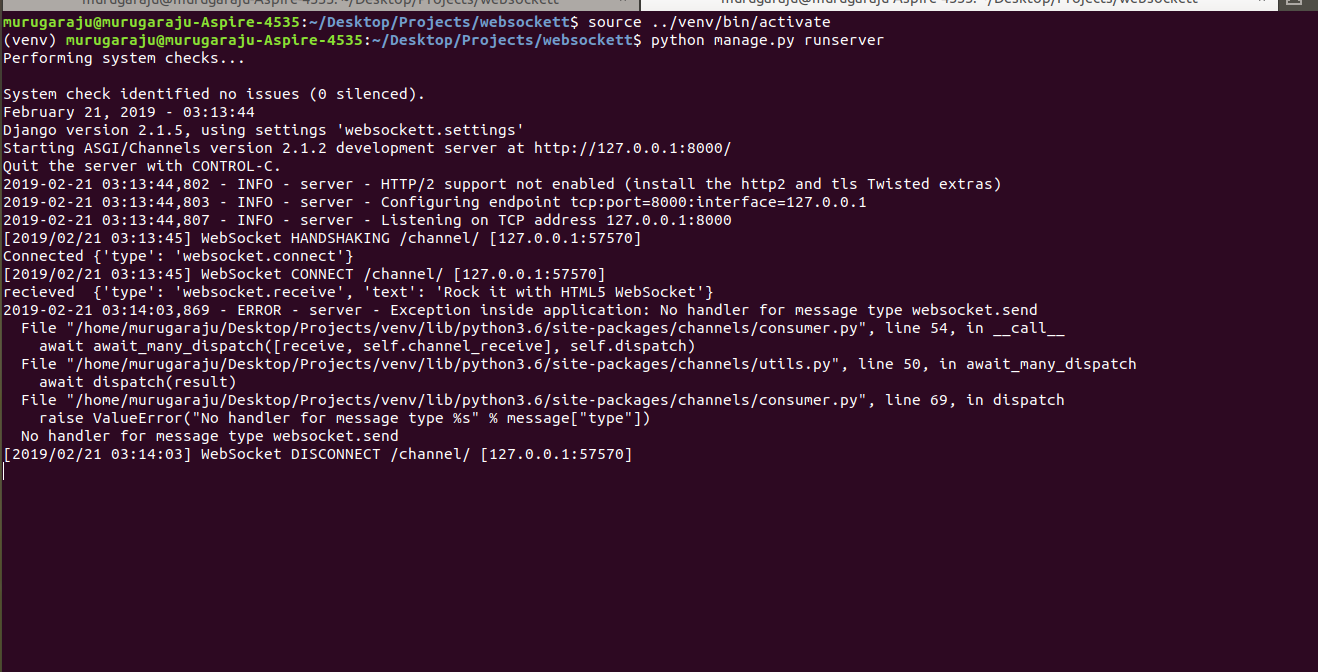 murugaraju@murugaraju-Aspire-4535: ~/Desktop/Projects/websockett
murugaraju@murugaraju-Aspire-4535: ~/Desktop/Projects/websockett
murugaraju@murugaraju-Aspire-4535:~/Desktop/Projects/websockett$ source ../venv/bin/activate
(venv) murugaraju@murugaraju-Aspire-4535:~/Desktop/Projects/websockett$ python manage.py runserver
Performing system checks...
System check identified no issues (0 silenced).
February 21, 2019 - 03:13:44
Django version 2.1.5, using settings 'websockett.settings'
Starting ASGI/Channels version 2.1.2 development server at http://127.0.0.1:8000/
Quit the server with CONTROL-C.
2019-02-21 03:13:44,802 - INFO - server - HTTP/2 support not enabled (install the http2 and tls Twisted extras)
2019-02-21 03:13:44,803 - INFO - server - Configuring endpoint tcp:port=8000:interface=127.0.0.1
2019-02-21 03:13:44,807 - INFO - server - Listening on TCP address 127.0.0.1:8000
[2019/02/21 03:13:45] WebSocket HANDSHAKING /channel/ [127.0.0.1:57570]
Connected {'type': 'websocket.connect'}
[2019/02/21 03:13:45] WebSocket CONNECT /channel/ [127.0.0.1:57570]
recieved  {'type': 'websocket.receive', 'text': 'Rock it with HTML5 WebSocket'}
2019-02-21 03:14:03,869 - ERROR - server - Exception inside application: No handler for message type websocket.send
  File "/home/murugaraju/Desktop/Projects/venv/lib/python3.6/site-packages/channels/consumer.py", line 54, in __call__
    await await_many_dispatch([receive, self.channel_receive], self.dispatch)
  File "/home/murugaraju/Desktop/Projects/venv/lib/python3.6/site-packages/channels/utils.py", line 50, in await_many_dispatch
    await dispatch(result)
  File "/home/murugaraju/Desktop/Projects/venv/lib/python3.6/site-packages/channels/consumer.py", line 69, in dispatch
    raise ValueError("No handler for message type %s" % message["type"])
  No handler for message type websocket.send
[2019/02/21 03:14:03] WebSocket DISCONNECT /channel/ [127.0.0.1:57570]